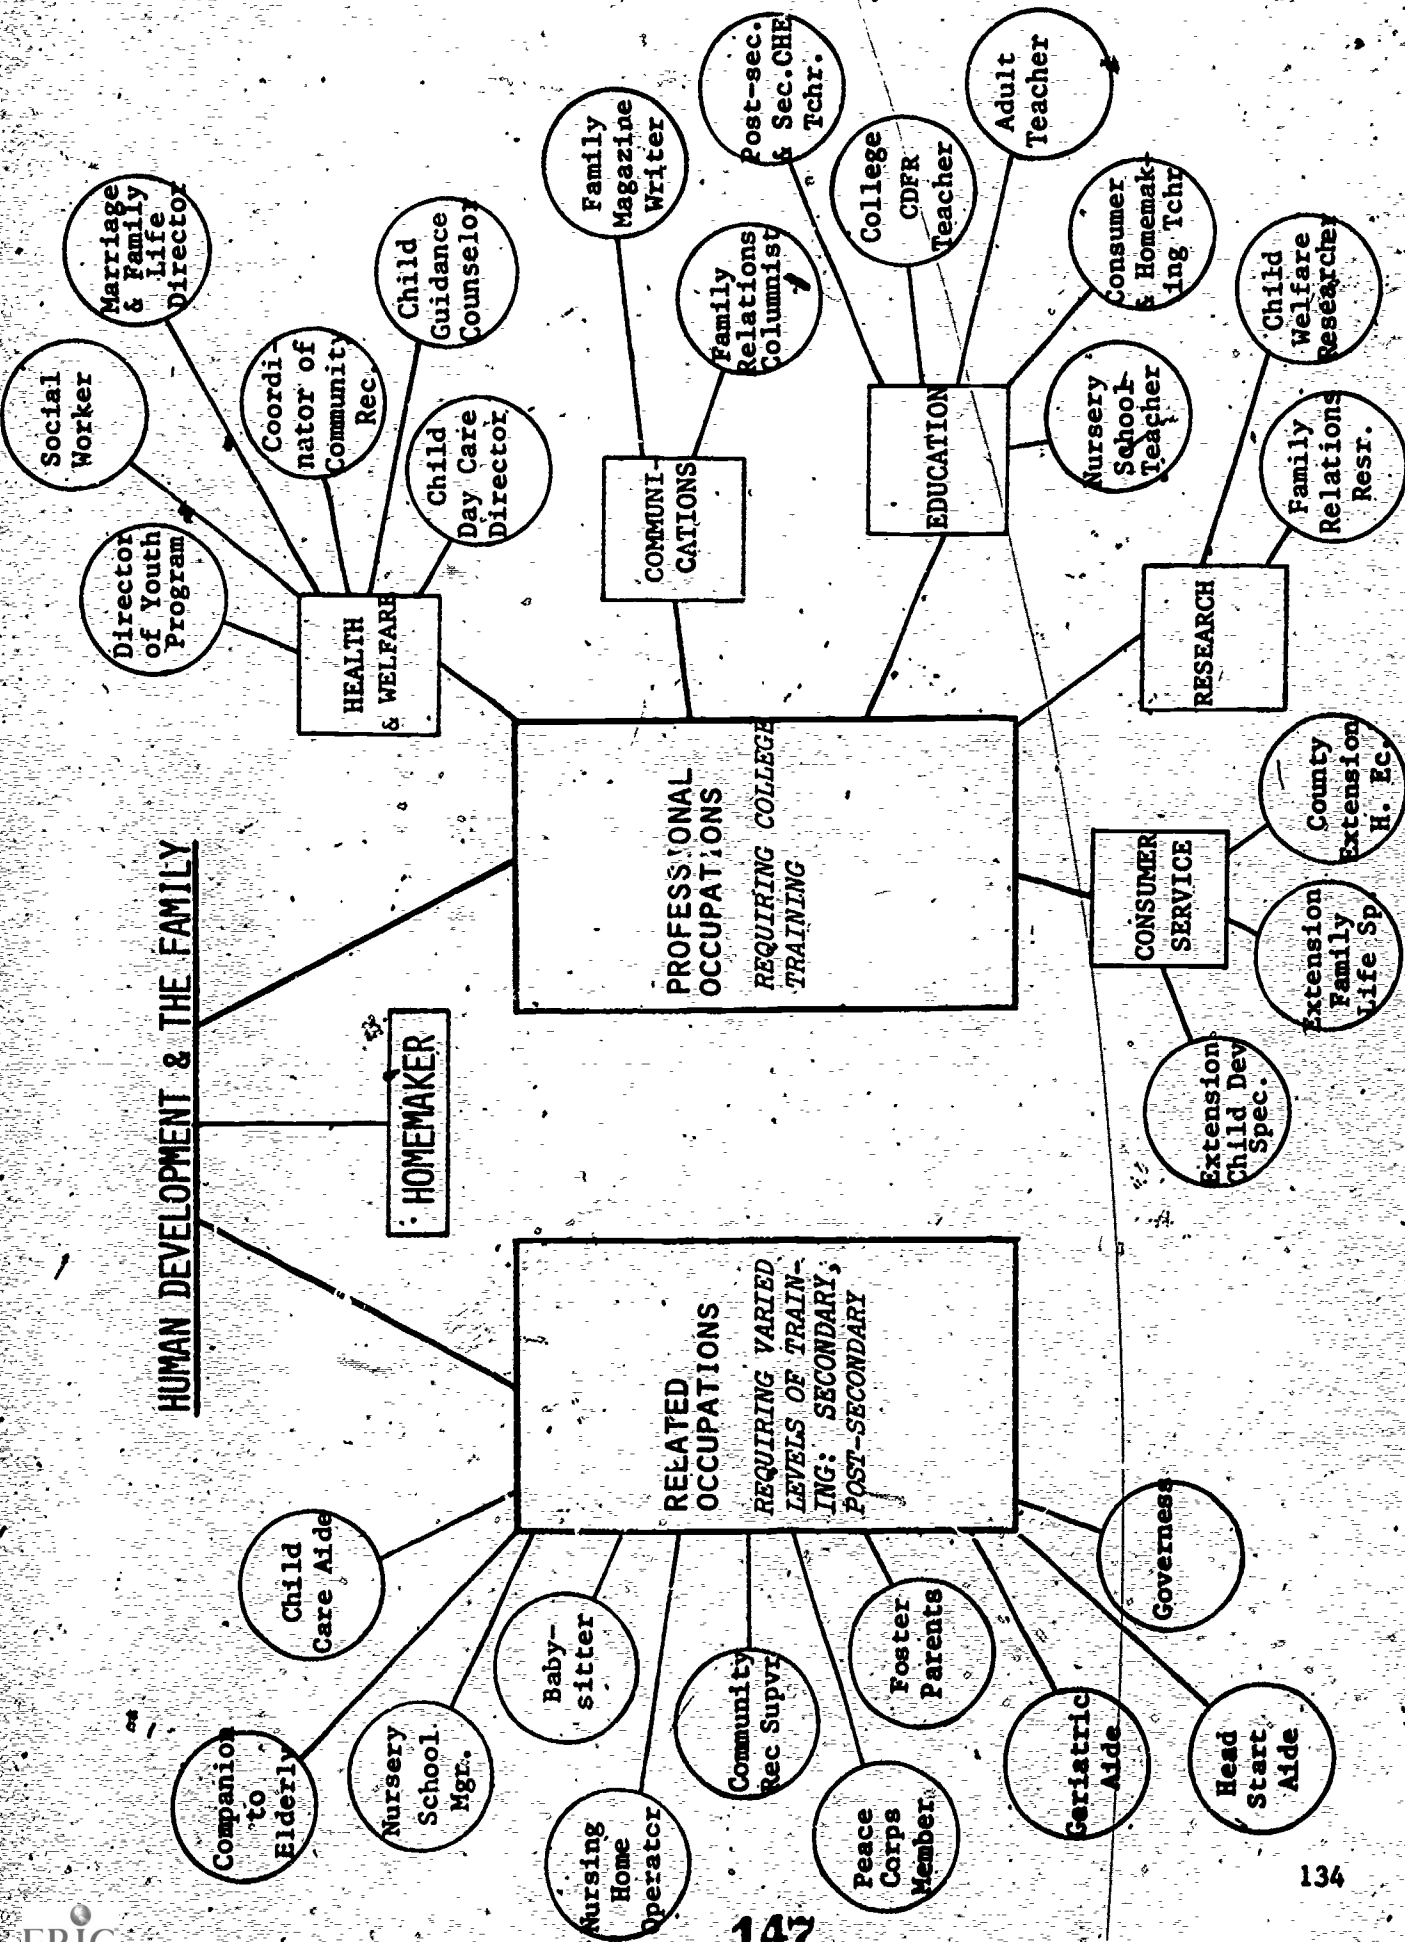 HUMAN DEVELOPMENT & THE FAMILY
HOMEMAKER
RELATED
OCCUPATIONS
REQUIRING VARIED
LEVELS OF TRAIN-
ING: SECONDARY,
POST-SECONDARY
Child
Care Aide
Companion
to
Elderly
Nursery
School
Mgr.
Baby-
sitter
Nursing
Home
Operator
Community
Rec Supvr
Peace
Corps
Member
Foster
Parents
Geriatric
Aide
Head
Start
Aide
Governess
PROFESSIONAL
OCCUPATIONS
REQUIRING COLLEGE
TRAINING
HEALTH
& WELFARE
Director
of Youth
Program
Social
Worker
Marriage
& Family
Life
Director
Coordi-
nator of
Community
Rec.
Child
Guidance
Counselor
Child
Day Care
Director
COMMUNI-
CATIONS
Family
Magazine
Writer
Family
Relations
Columnist
EDUCATION
Post-sec.
& Sec.CHE
Tchr.
College
CDFR
Teacher
Adult
Teacher
Consumer
& Homemak-
ing Tchr
Nursery
School
Teacher
RESEARCH
Child
Welfare
Researcher
Family
Relations
Resr.
CONSUMER
SERVICE
County
Extension
H. Ec.
Extension
Family
Life Sp.
Extension
Child Dev
Spec.
134
147
ERIC